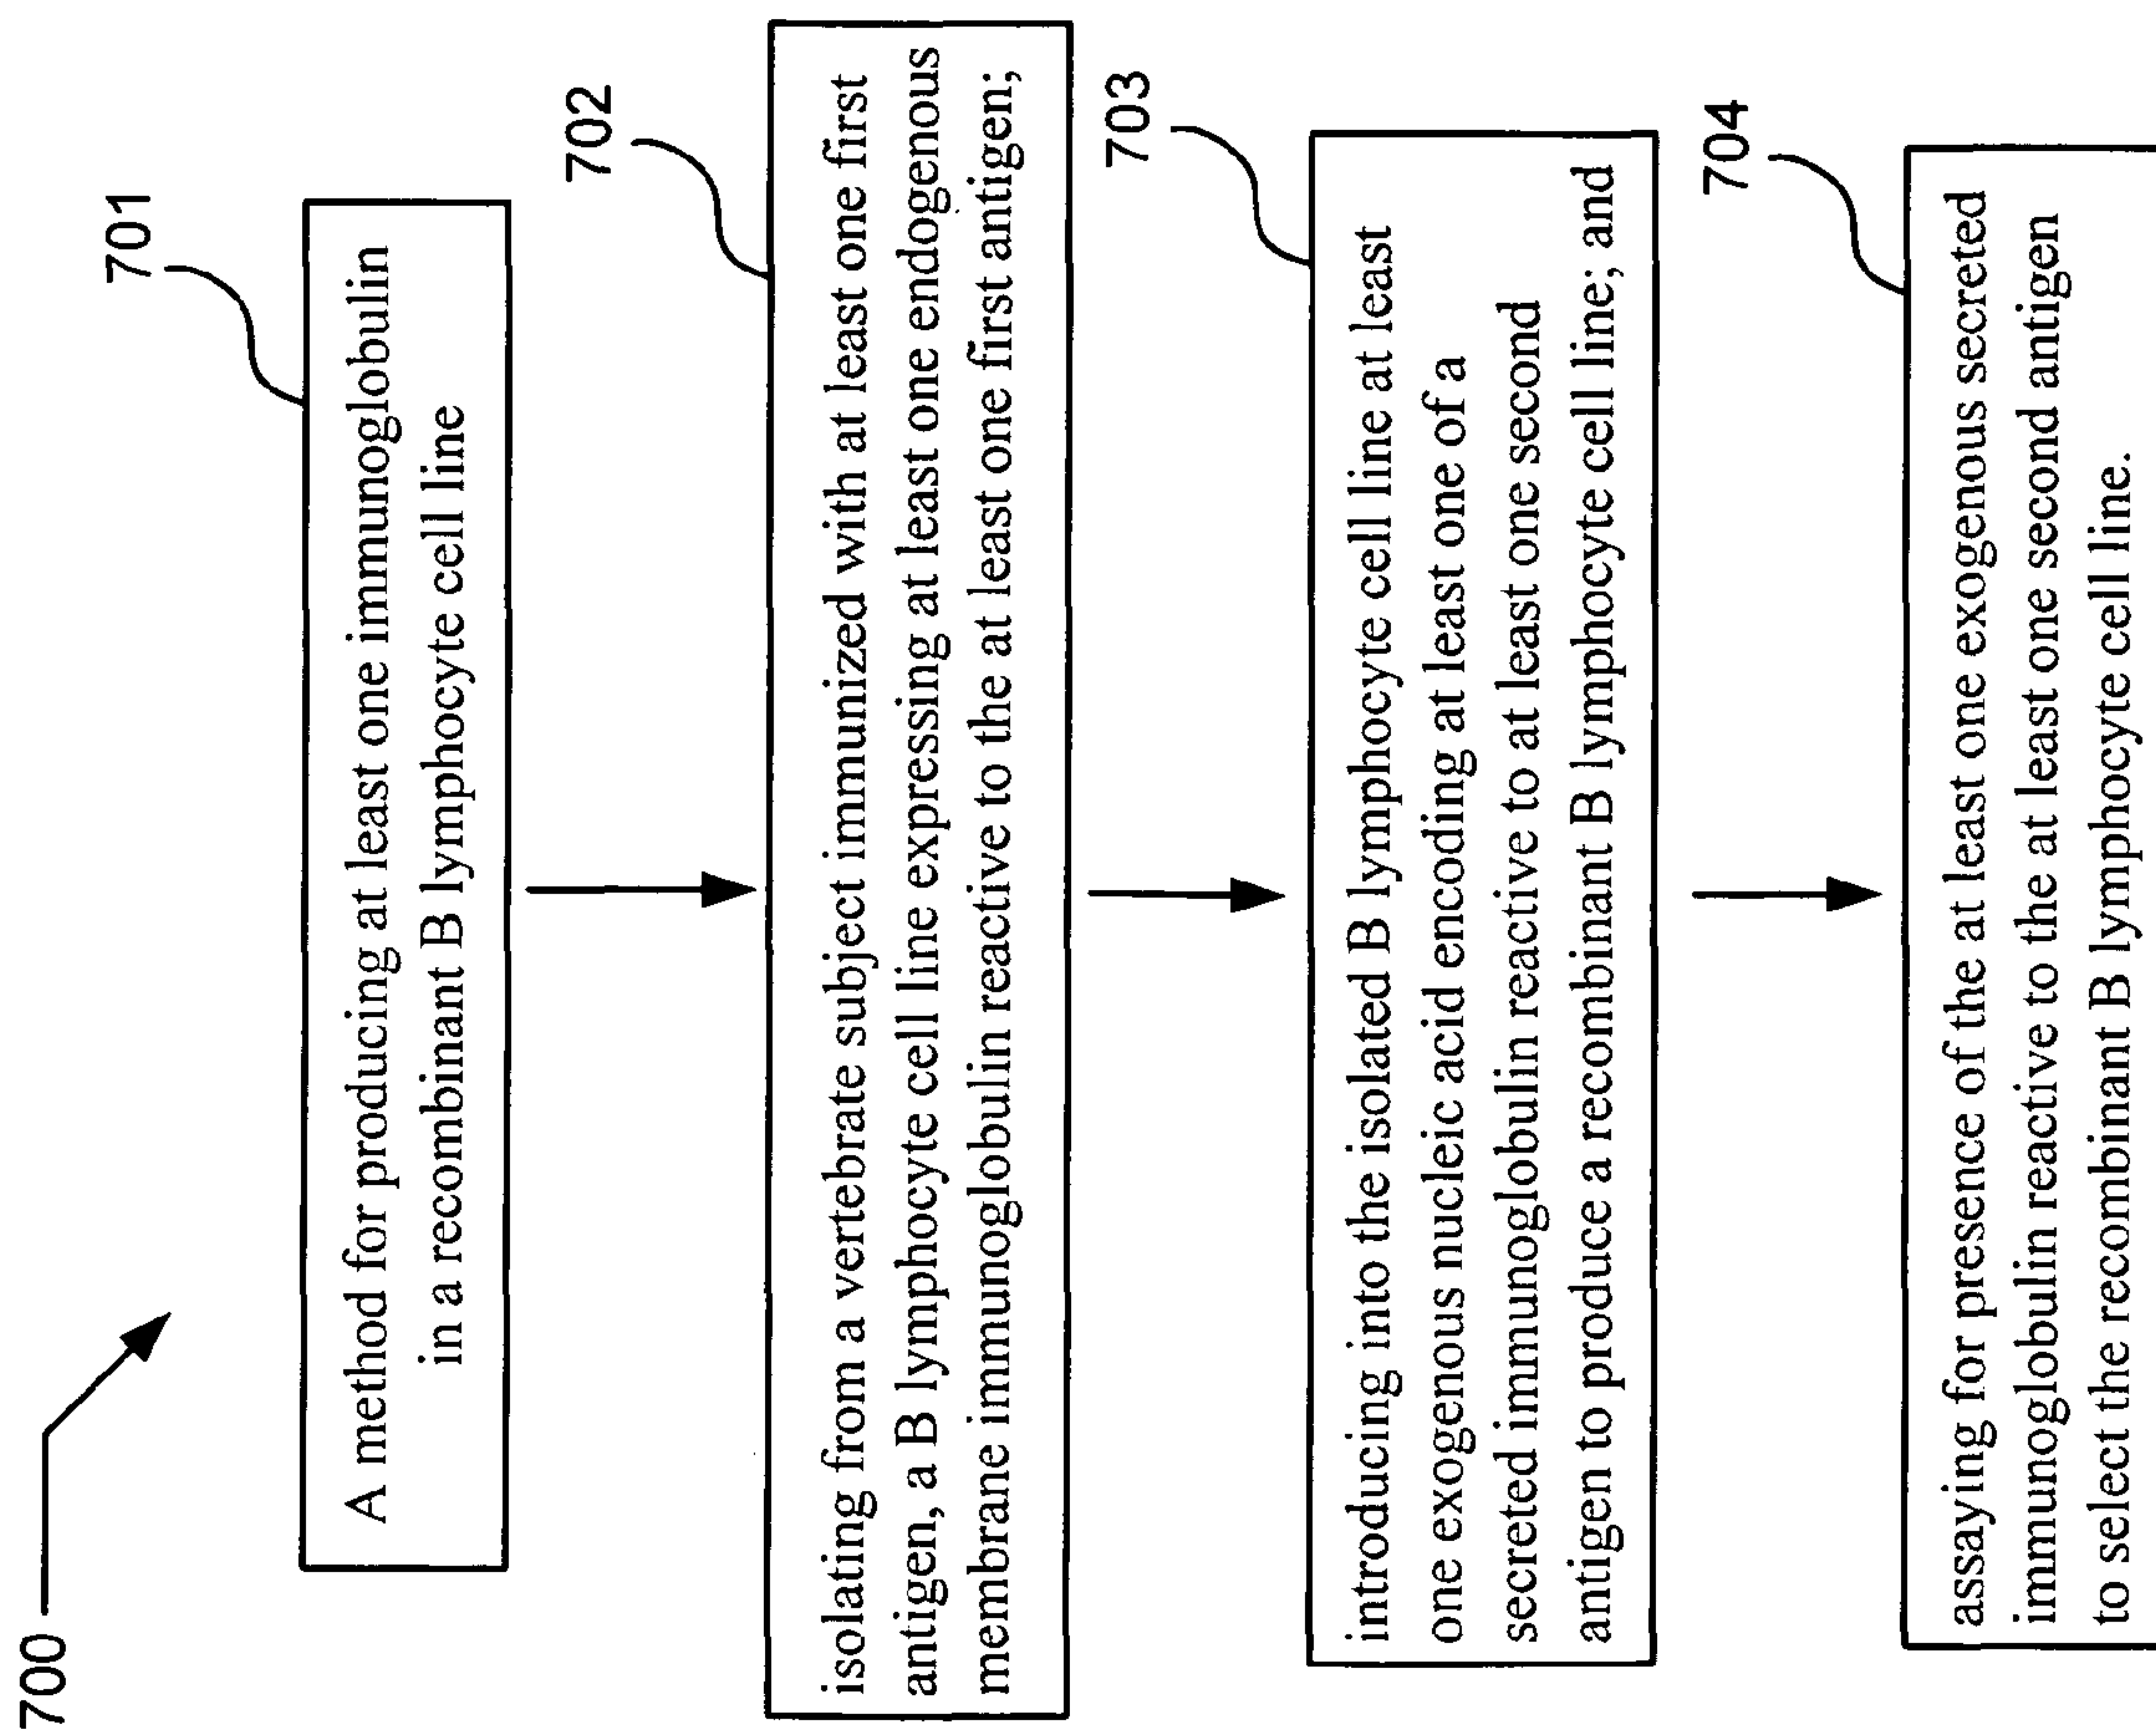 700
701
A method for producing at least one immunoglobulin
in a recombinant B lymphocyte cell line
702
isolating from a vertebrate subject immunized with at least one first
antigen, a B lymphocyte cell line expressing at least one endogenous
membrane immunoglobulin reactive to the at least one first antigen;
703
introducing into the isolated B lymphocyte cell line at least
one exogenous nucleic acid encoding at least one of a
secreted immunoglobulin reactive to at least one second
antigen to produce a recombinant B lymphocyte cell line; and
704
assaying for presence of the at least one exogenous secreted
immunoglobulin reactive to the at least one second antigen
to select the recombinant B lymphocyte cell line.